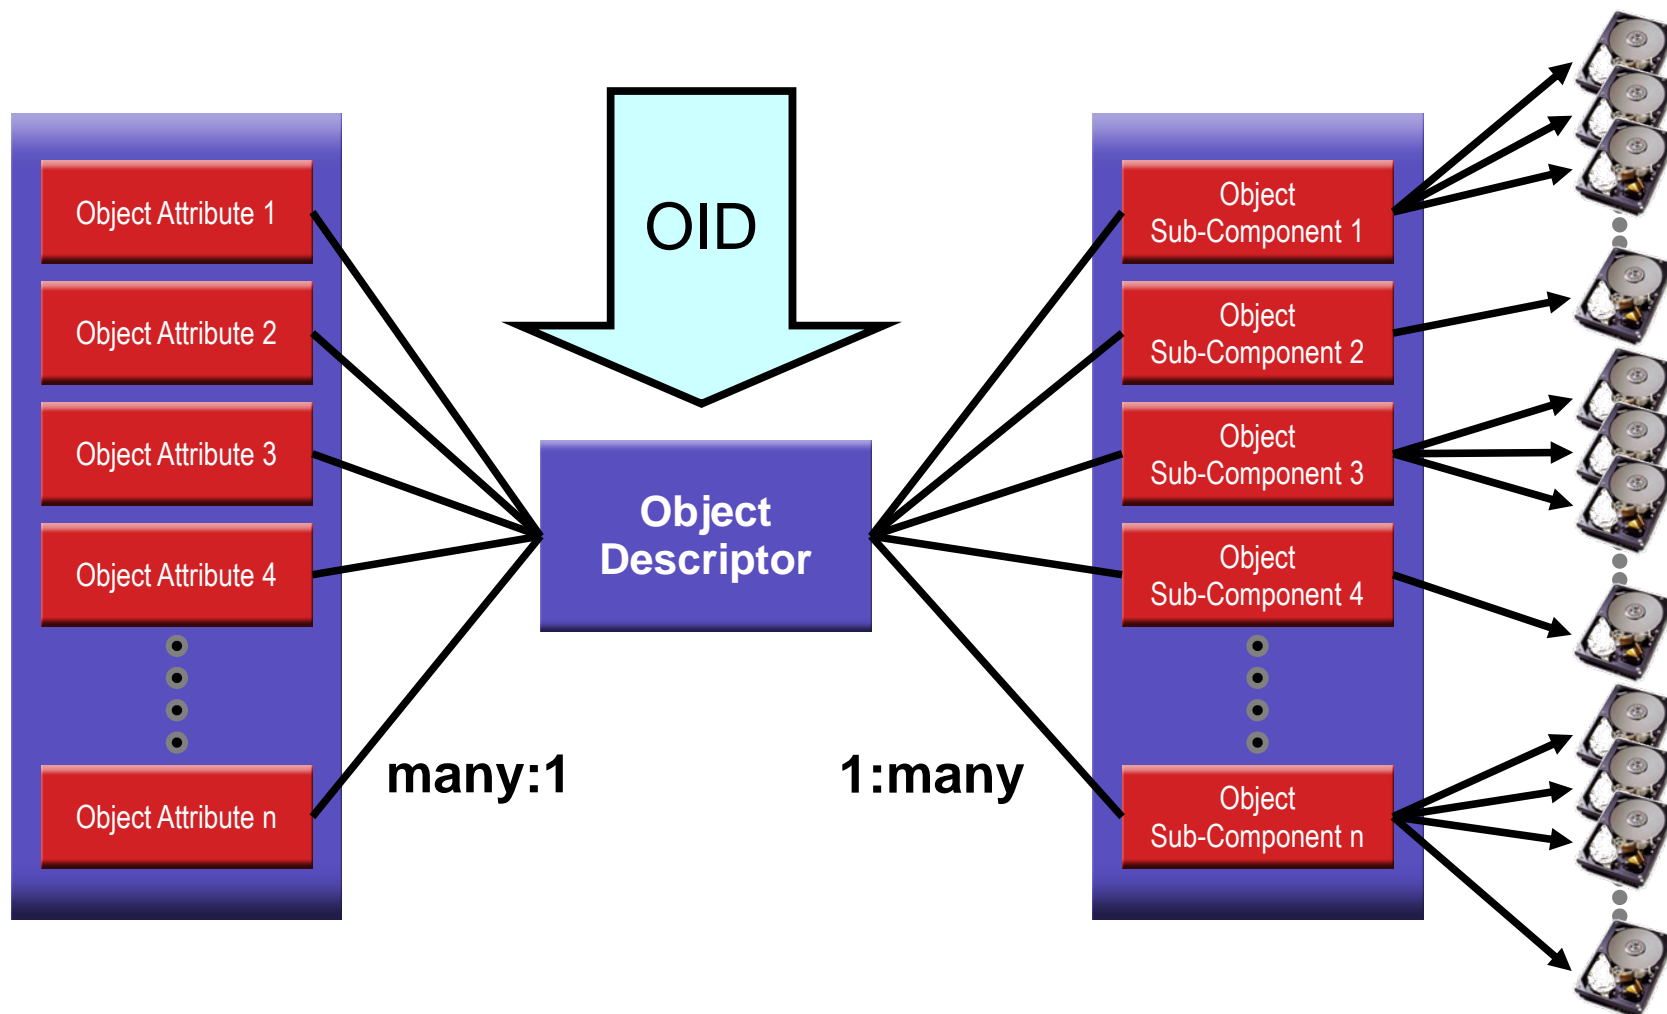 OID
Object Attribute 1
Object Attribute 2
Object Attribute 3
Object Attribute 4
Object Attribute n
many:1
Object
Descriptor
1:many
Object
Sub-Component 1
Object
Sub-Component 2
Object
Sub-Component 3
Object
Sub-Component 4
Object
Sub-Component n